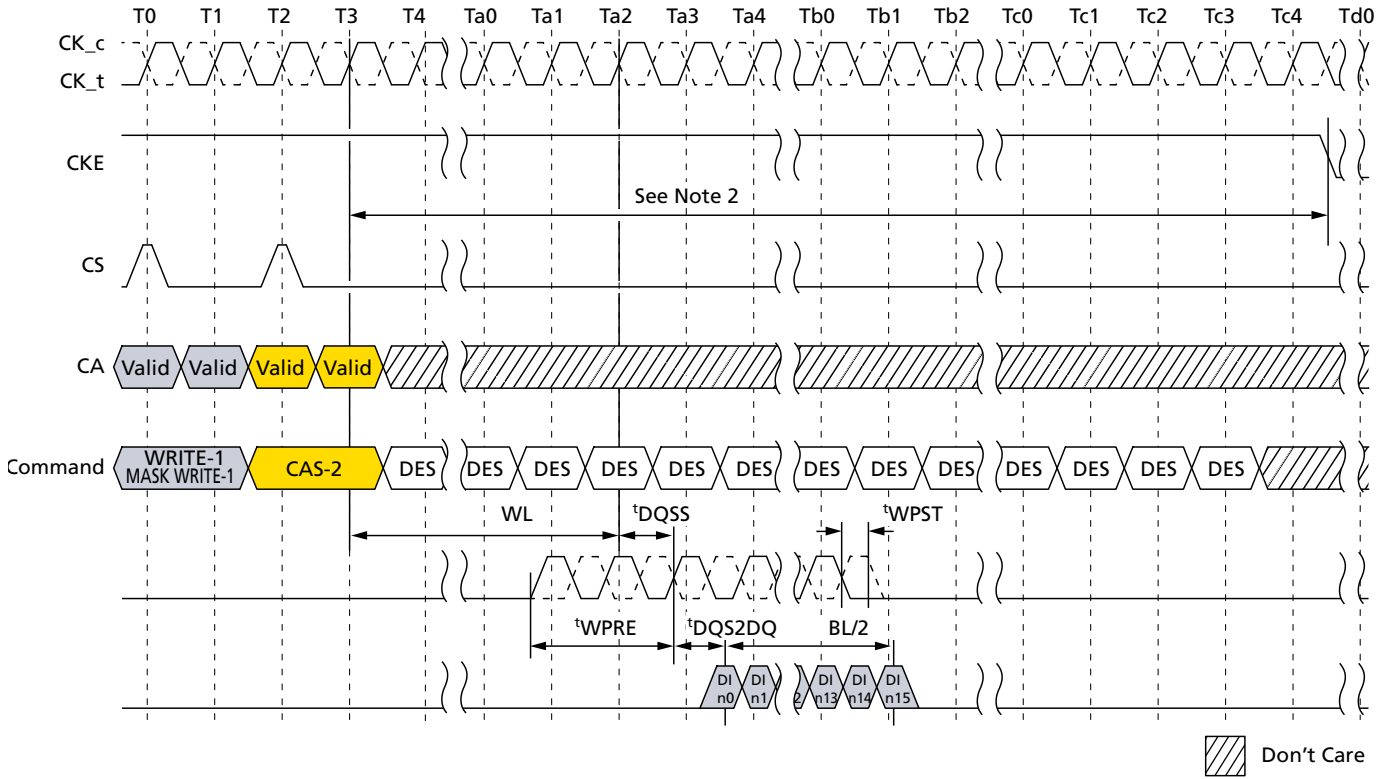 T0 T1 T2 T3 T4 Ta0 Ta1 Ta2 Ta3 Ta4 Tb0 Tb1 Tb2 Tc0 Tc1 Tc2 Tc3 Tc4 Td0
CK_c
CK_t
CKE
See Note 2
CS
CA Valid Valid Valid Valid
Command WRITE-1 MASK WRITE-1 CAS-2 DES DES DES DES DES DES DES DES DES DES DES DES DES
WL tDQSS tWPST
tWPRE tDQS2DQ BL/2
DI DI DI DI DI
n0 n1 2 n13 n14 n15
Don't Care